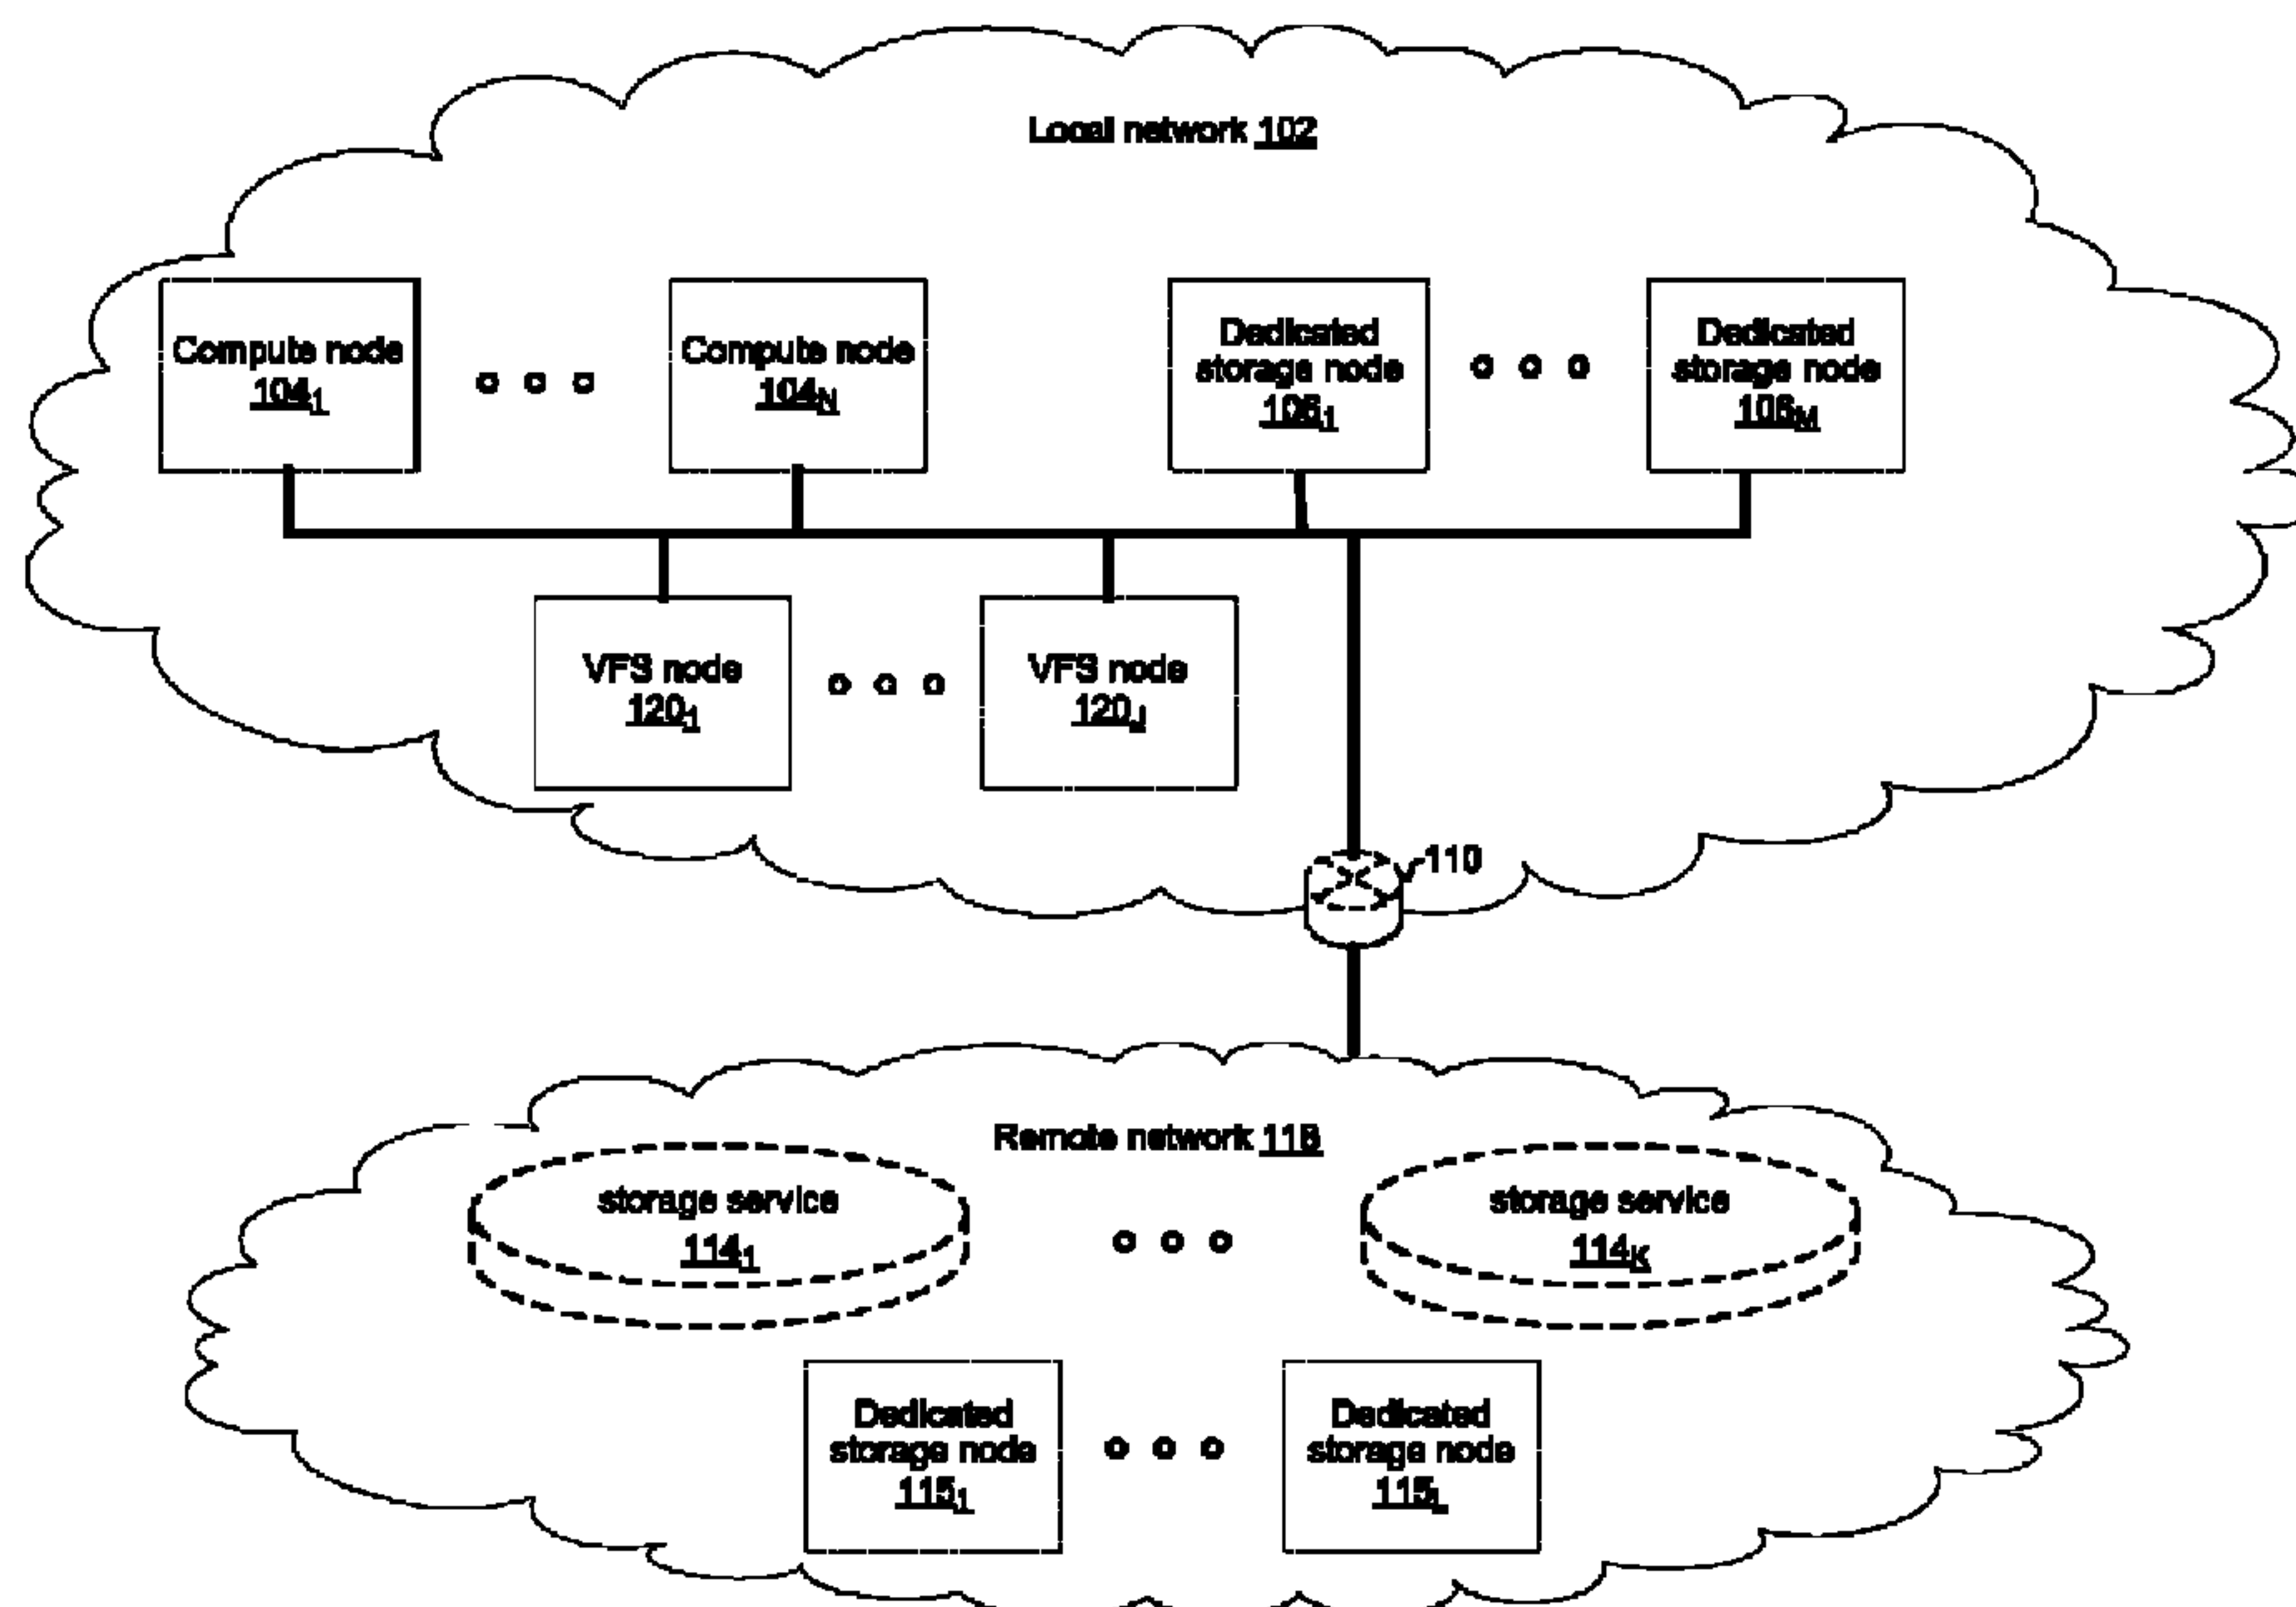 Local network 102
Compute node
104₁
Compute node
104N
Dedicated
storage node
106₁
Dedicated
storage node
106M
VFS node
120₁
VFS node
120J
110
Remote network 118
storage service
114₁
storage service
114K
Dedicated
storage node
115₁
Dedicated
storage node
115L